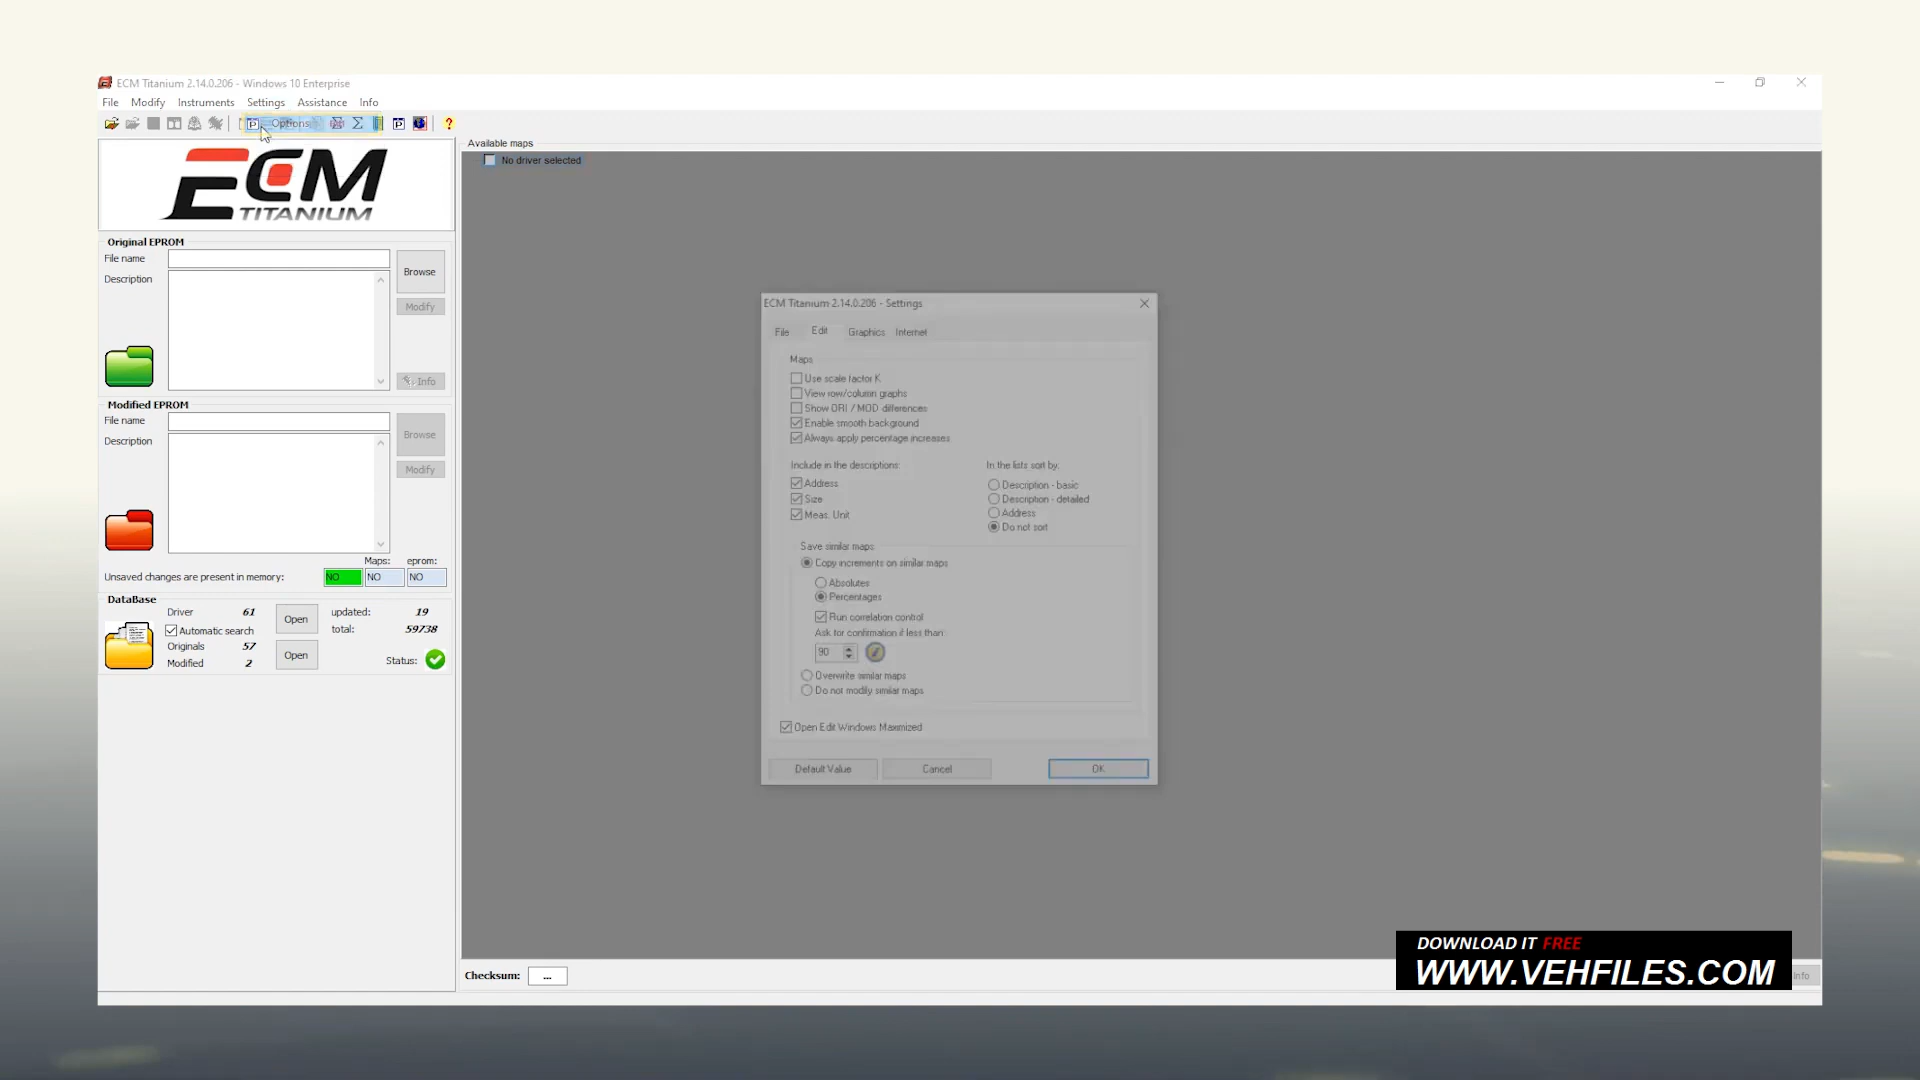 ECM Titanium 2.14.0.206 - Windows 10 Enterprise
File Modify Instruments Settings Assistance Info
P Options Σ P ?
ECM
TITANIUM
Original EPROM
File name
Browse
Description
Modify
Info
Modified EPROM
File name
Browse
Description
Modify
Maps: eprom:
Unsaved changes are present in memory: NO NO NO
DataBase
Driver 61 Open updated: 19
Automatic search total: 59738
Originals 57 Open
Modified 2 Status:
Available maps
No driver selected
ECM Titanium 2.14.0.206 - Settings
File Edit Graphics Internet
Maps
Use scale factor K
View row/column graphs
Show ORI / MOD differences
Enable smooth background
Always apply percentage increases
Include in the descriptions:
Address
Size
Meas. Unit
In the lists sort by:
Description - basic
Description - detailed
Address
Do not sort
Save similar maps
Copy increments on similar maps
Absolutes
Percentages
Run correlation control
Ask for confirmation if less than:
90
Overwrite similar maps
Do not modify similar maps
Open Edit Windows Maximized
Default Value Cancel OK
Checksum: ...
Info
DOWNLOAD IT FREE
WWW.VEHFILES.COM